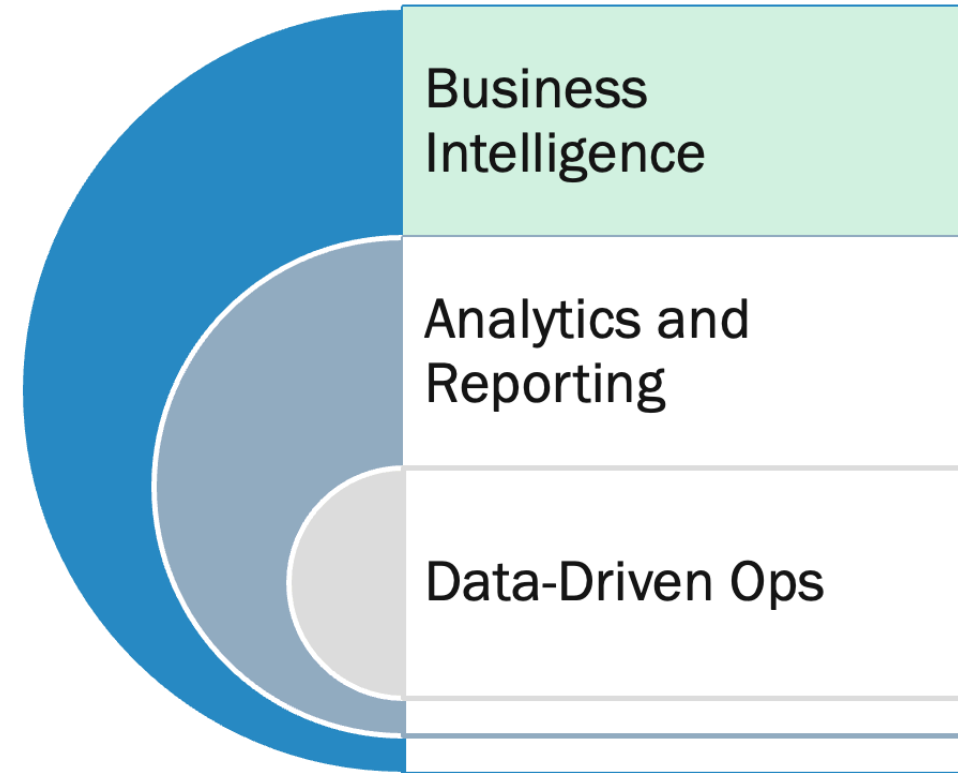 Business
Intelligence
Analytics and
Reporting
Data-Driven Ops